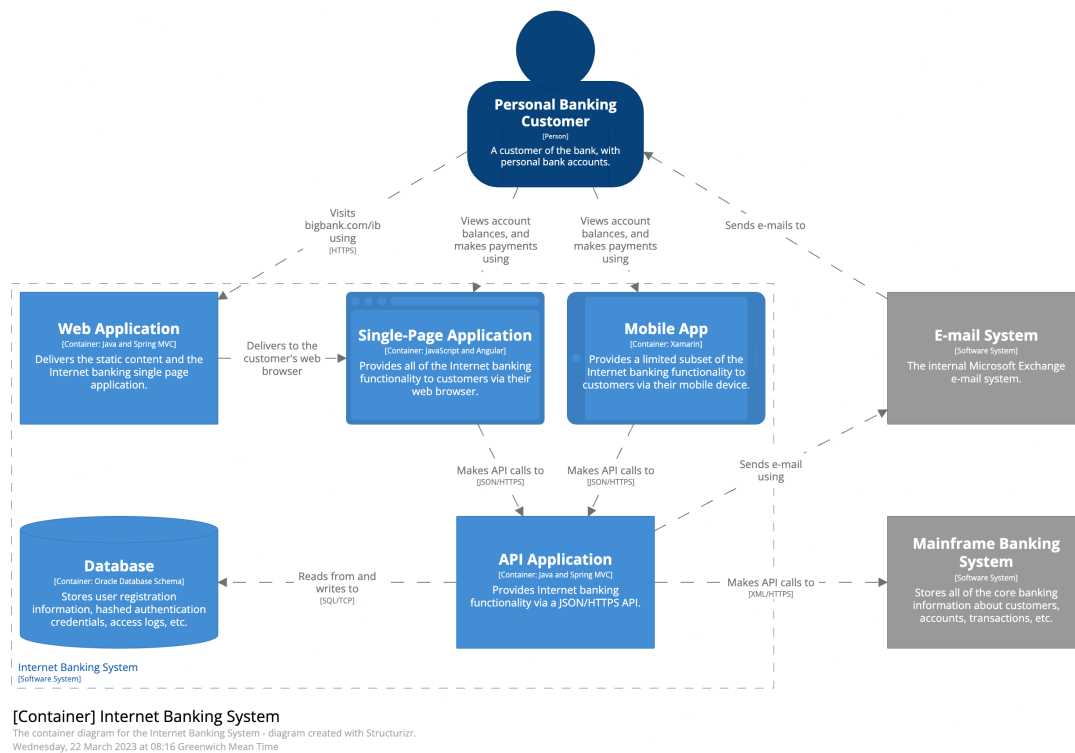 Personal Banking
Customer
[Person]
A customer of the bank, with
personal bank accounts.
Visits
bigbank.com/ib
using
[HTTPS]
Views account
balances, and
makes payments
using
Views account
balances, and
makes payments
using
Sends e-mails to
Web Application
[Container: Java and Spring MVC]
Delivers the static content and the
Internet banking single page
application.
Delivers to the
customer's web
browser
Single-Page Application
[Container: JavaScript and Angular]
Provides all of the Internet banking
functionality to customers via their
web browser.
Mobile App
[Container: Xamarin]
Provides a limited subset of the
Internet banking functionality to
customers via their mobile device.
E-mail System
[Software System]
The internal Microsoft Exchange
e-mail system.
Makes API calls to
[JSON/HTTPS]
Makes API calls to
[JSON/HTTPS]
Sends e-mail
using
Database
[Container: Oracle Database Schema]
Stores user registration
information, hashed authentication
credentials, access logs, etc.
Reads from and
writes to
[SQL/TCP]
API Application
[Container: Java and Spring MVC]
Provides Internet banking
functionality via a JSON/HTTPS API.
Makes API calls to
[XML/HTTPS]
Mainframe Banking
System
[Software System]
Stores all of the core banking
information about customers,
accounts, transactions, etc.
Internet Banking System
[Software System]
[Container] Internet Banking System
The container diagram for the Internet Banking System - diagram created with Structurizr.
Wednesday, 22 March 2023 at 08:16 Greenwich Mean Time